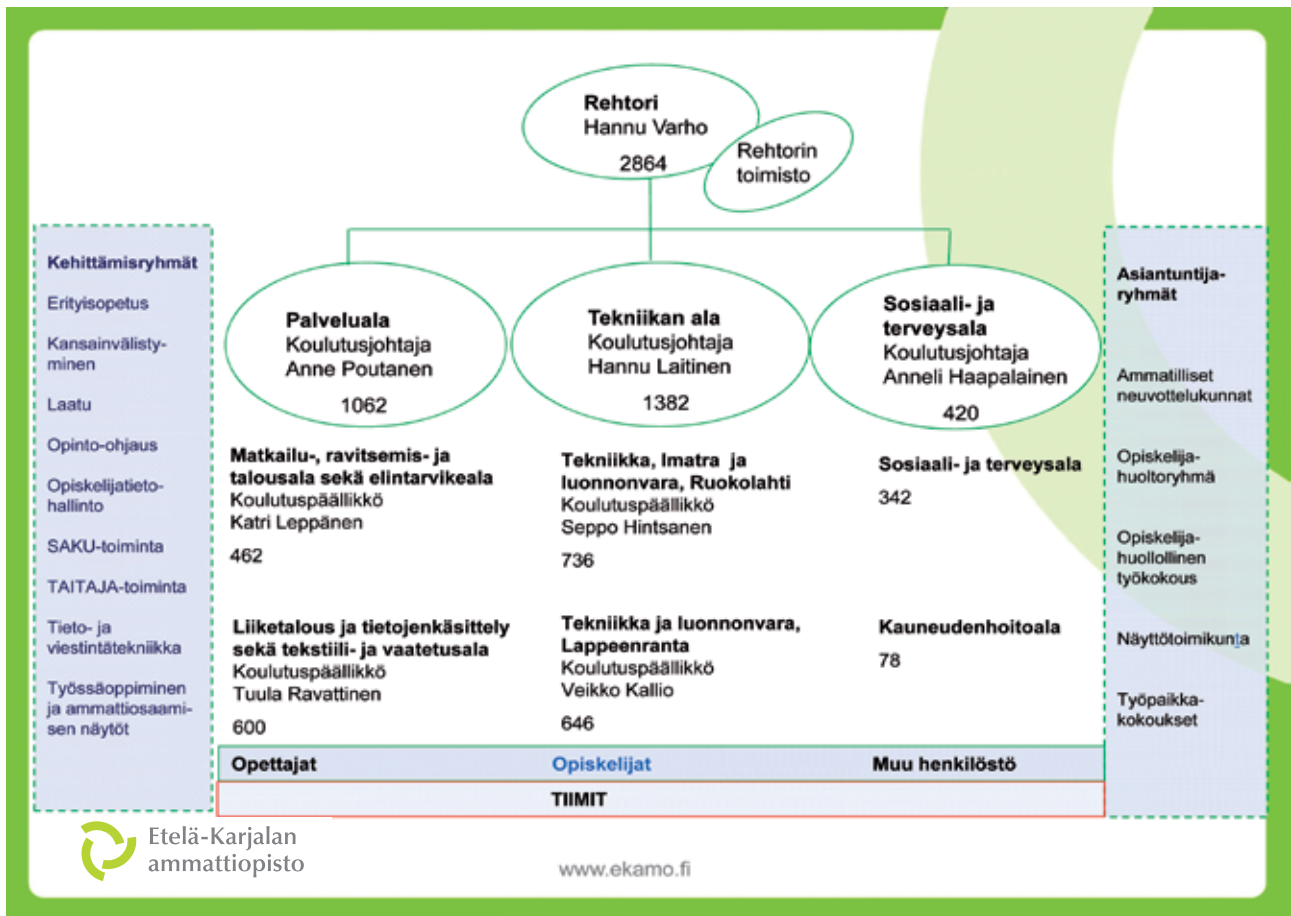 Rehtori
Hannu Varho
2864
Rehtorin
toimisto
Kehittämisryhmät
Erityisopetus
Kansainvälisty-
minen
Laatu
Opinto-ohjaus
Opiskelijatieto-
hallinto
SAKU-toiminta
TAITAJA-toiminta
Tieto- ja
viestintätekniikka
Työssäoppiminen
ja ammattiosaami-
sen näytöt
Palveluala
Koulutusjohtaja
Anne Poutanen
1062
Matkailu-, ravitsemis- ja
talousala sekä elintarvikeala
Koulutuspäällikkö
Katri Leppänen
462
Liiketalous ja tietojenkäsittely
sekä tekstiili- ja vaatetusala
Koulutuspäällikkö
Tuula Ravattinen
600
Tekniikan ala
Koulutusjohtaja
Hannu Laitinen
1382
Tekniikka, Imatra ja
luonnonvara, Ruokolahti
Koulutuspäällikkö
Seppo Hintsanen
736
Tekniikka ja luonnonvara,
Lappeenranta
Koulutuspäällikkö
Veikko Kallio
646
Sosiaali- ja
terveysala
Koulutusjohtaja
Anneli Haapalainen
420
Sosiaali- ja terveysala
342
Kauneudenhoitoala
78
Asiantuntija-
ryhmät
Ammatilliset
neuvottelukunnat
Opiskelija-
huoltoryhmä
Opiskelija-
huollollinen
työkokous
Näyttötoimikunta
Työpaikka-
kokoukset
Opettajat Opiskelijat Muu henkilöstö
TIIMIT
Etelä-Karjalan
ammattiopisto
www.ekamo.fi